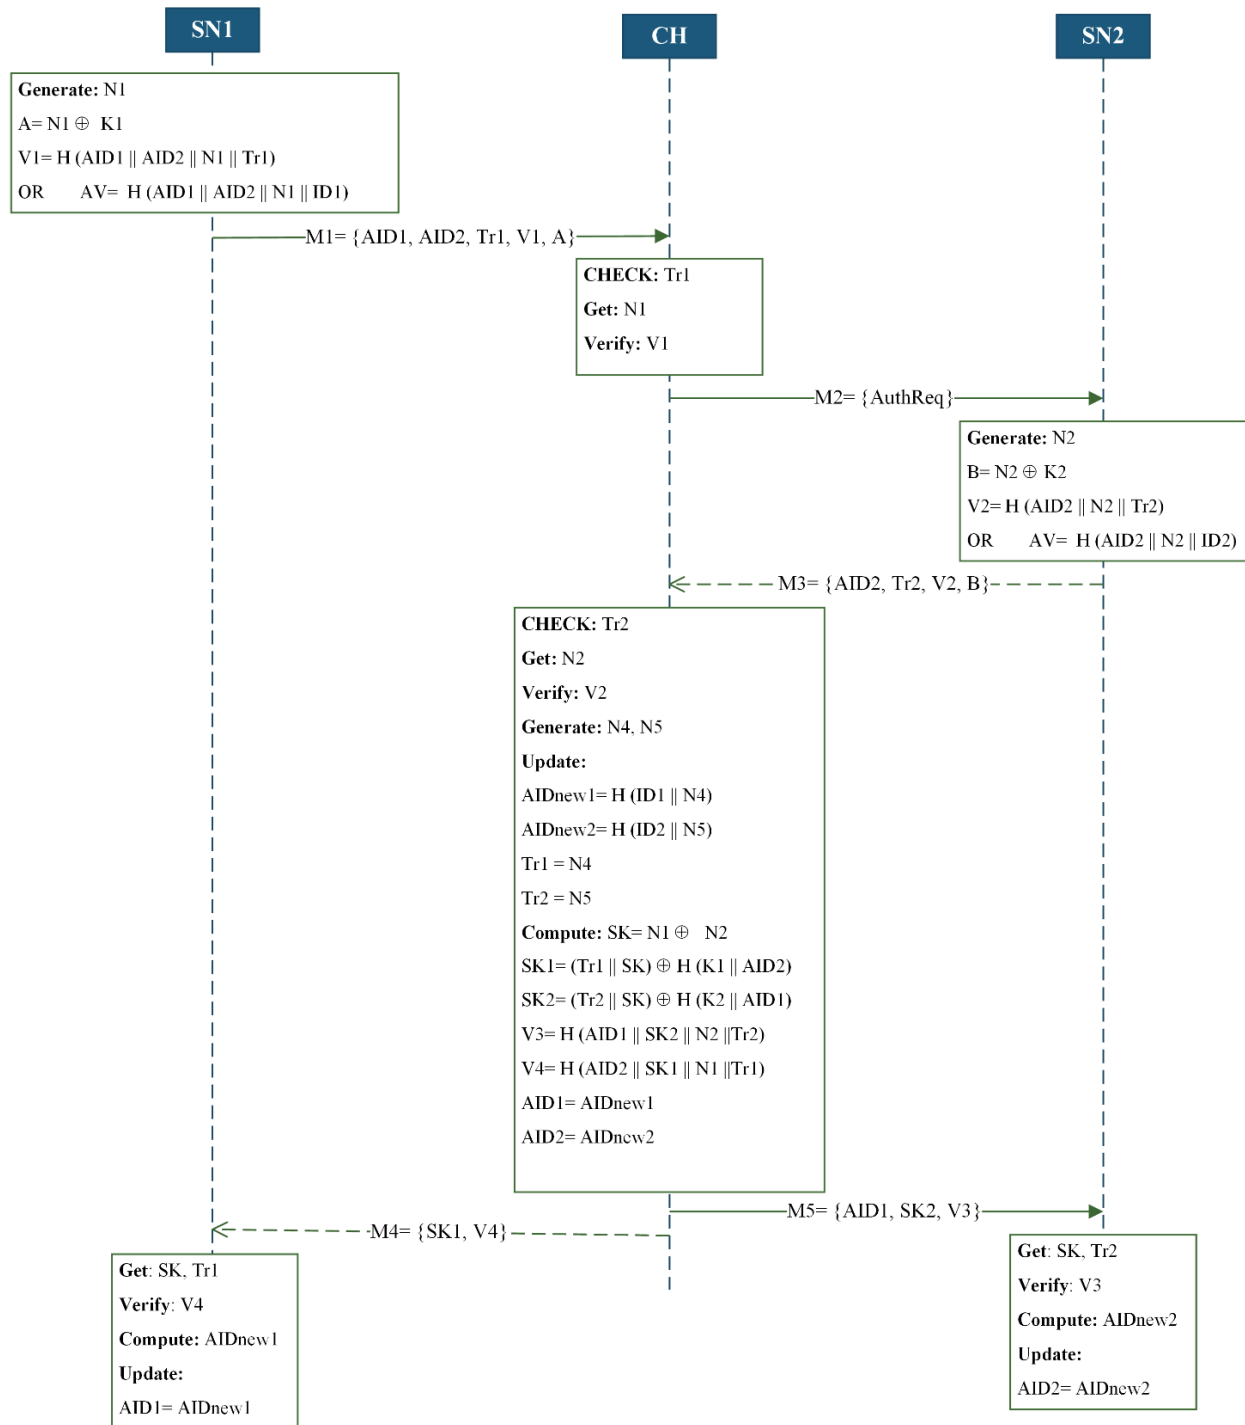 SN1
CH
SN2
Generate: N1
A= N1 ⊕ K1
V1= H (AID1 || AID2 || N1 || Tr1)
OR AV= H (AID1 || AID2 || N1 || ID1)
M1= {AID1, AID2, Tr1, V1, A}
CHECK: Tr1
Get: N1
Verify: V1
M2= {AuthReq}
Generate: N2
B= N2 ⊕ K2
V2= H (AID2 || N2 || Tr2)
OR AV= H (AID2 || N2 || ID2)
M3= {AID2, Tr2, V2, B}
CHECK: Tr2
Get: N2
Verify: V2
Generate: N4, N5
Update:
AIDnew1= H (ID1 || N4)
AIDnew2= H (ID2 || N5)
Tr1 = N4
Tr2 = N5
Compute: SK= N1 ⊕ N2
SK1= (Tr1 || SK) ⊕ H (K1 || AID2)
SK2= (Tr2 || SK) ⊕ H (K2 || AID1)
V3= H (AID1 || SK2 || N2 ||Tr2)
V4= H (AID2 || SK1 || N1 ||Tr1)
AID1= AIDnew1
AID2= AIDnew2
M4= {SK1, V4}
M5= {AID1, SK2, V3}
Get: SK, Tr1
Verify: V4
Compute: AIDnew1
Update:
AID1= AIDnew1
Get: SK, Tr2
Verify: V3
Compute: AIDnew2
Update:
AID2= AIDnew2